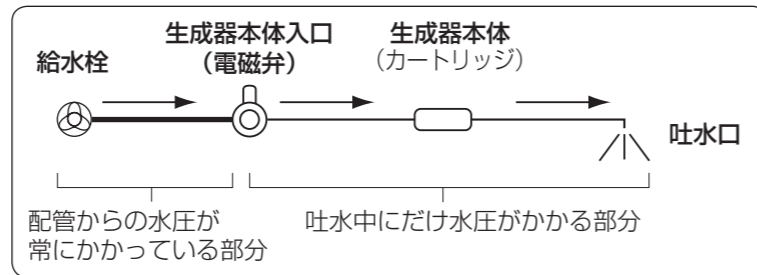 生成器本体入口
(電磁弁)
生成器本体
(カートリッジ)
給水栓
吐水口
配管からの水圧が
常にかかっている部分
吐水中にだけ水圧がかかる部分